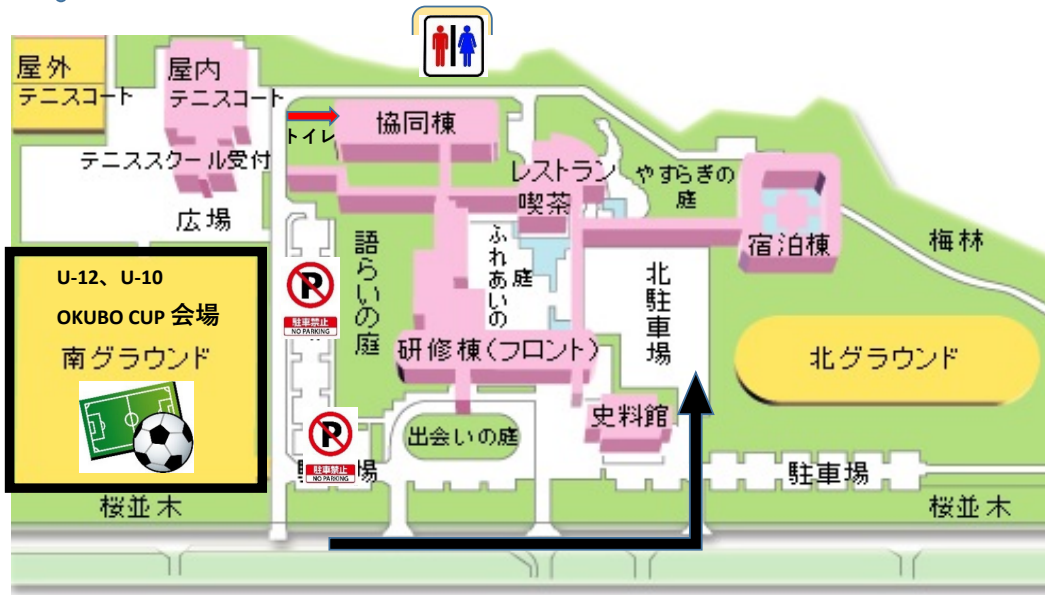 屋外
テニスコート
屋内
テニスコート
テニススクール受付
広場
トイレ
協同棟
レストラン
喫茶
やすらぎの
庭
宿泊棟
梅林
U-12、U-10
OKUBO CUP 会場
南グラウンド
P
駐車禁止
NO PARKING
語らいの庭
ふれあいの
庭
北駐車場
研修棟(フロント)
北グラウンド
P
駐車禁止
NO PARKING
場
出会いの庭
史料館
駐車場
桜並木
桜並木